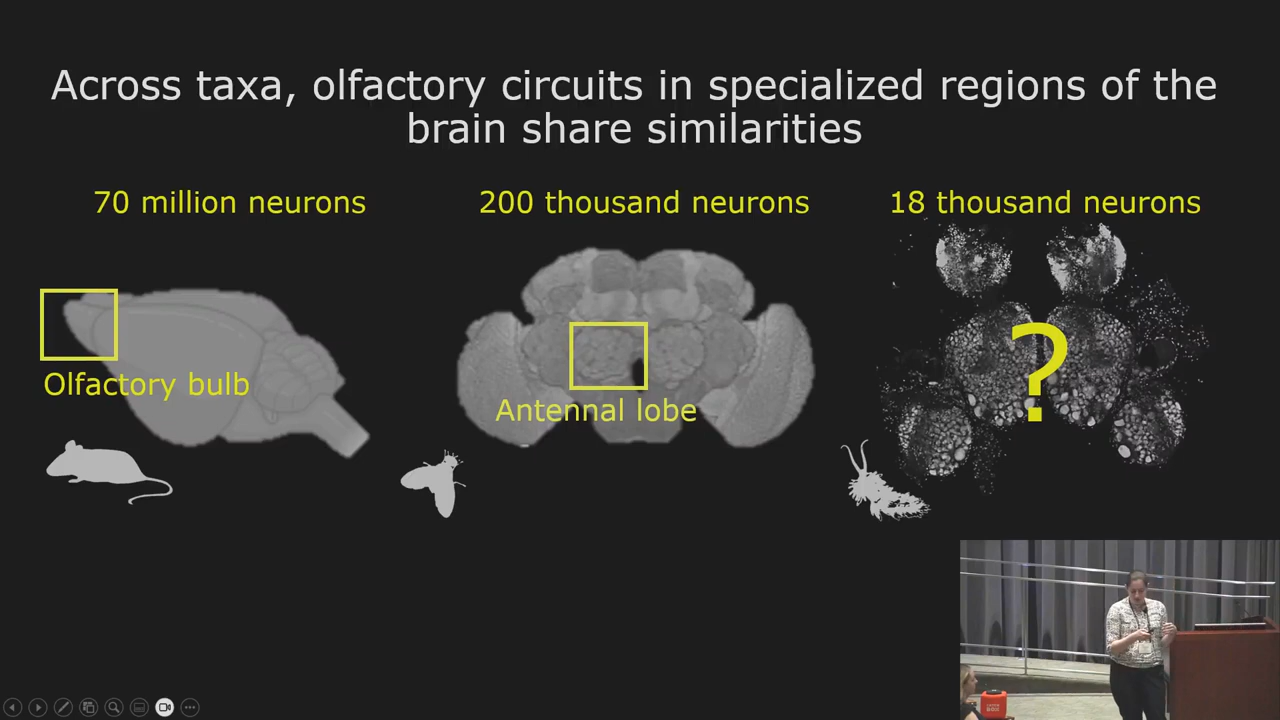 Across taxa, olfactory circuits in specialized regions of the
brain share similarities
70 million neurons
200 thousand neurons
18 thousand neurons
?
Olfactory bulb
Antennal lobe